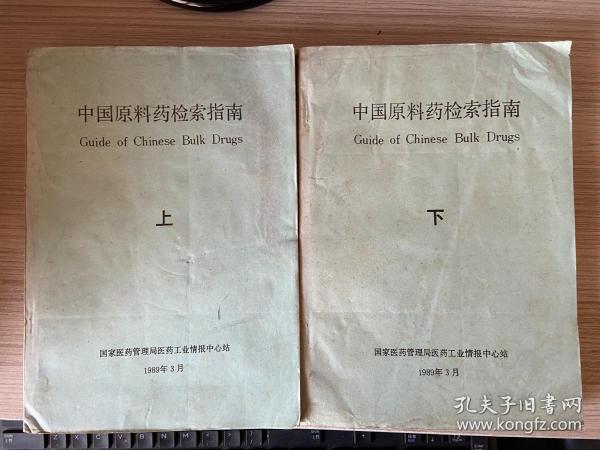 中国原料药检索指南
Guide of Chinese Bulk Drugs
上
国家医药管理局医药工业情报中心站
1989年3月
中国原料药检索指南
Guide of Chinese Bulk Drugs
下
国家医药管理局医药工业情报中心站
1989年3月
孔夫子旧书网
www.kongfz.com